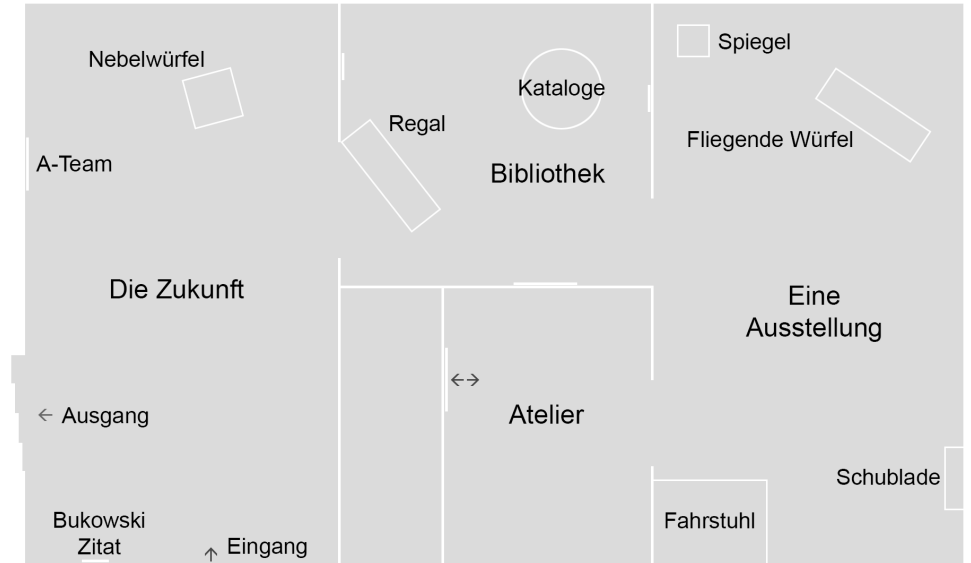 Nebelwürfel
A-Team
Die Zukunft
← Ausgang
Bukowski
Zitat
↑ Eingang
Regal
Kataloge
Bibliothek
↔
Atelier
Spiegel
Fliegende Würfel
Eine
Ausstellung
Schublade
Fahrstuhl